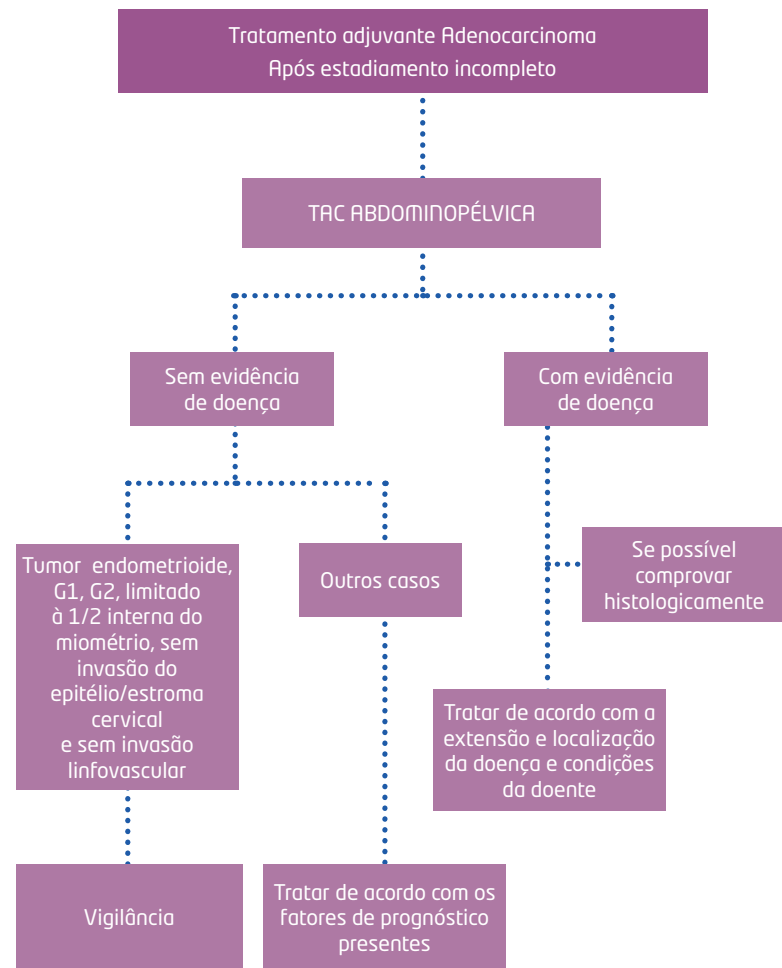 Tratamento adjuvante Adenocarcinoma
Após estadiamento incompleto
TAC ABDOMINOPÉLVICA
Sem evidência
de doença
Com evidência
de doença
Tumor endometrioide,
G1, G2, limitado
à 1/2 interna do
miométrio, sem
invasão do
epitélio/estroma
cervical
e sem invasão
linfovascular
Outros casos
Se possível
comprovar
histologicamente
Tratar de acordo com a
extensão e localização
da doença e condições
da doente
Vigilância
Tratar de acordo com os
fatores de prognóstico
presentes